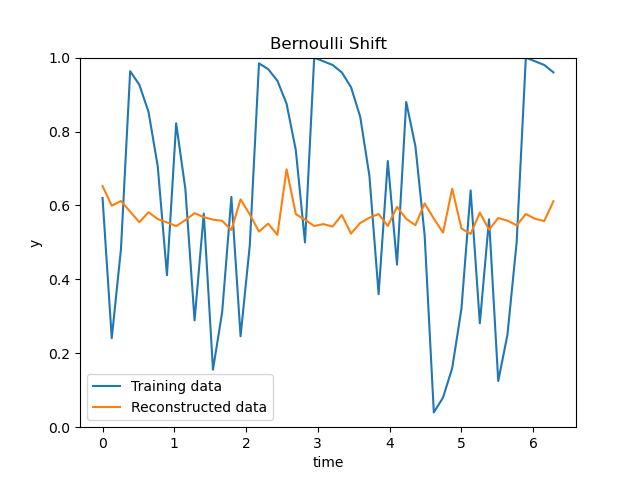 Bernoulli Shift
1.0
0.8
0.6
0.4
0.2
0.0
y
Training data
Reconstructed data
0 1 2 3 4 5 6
time